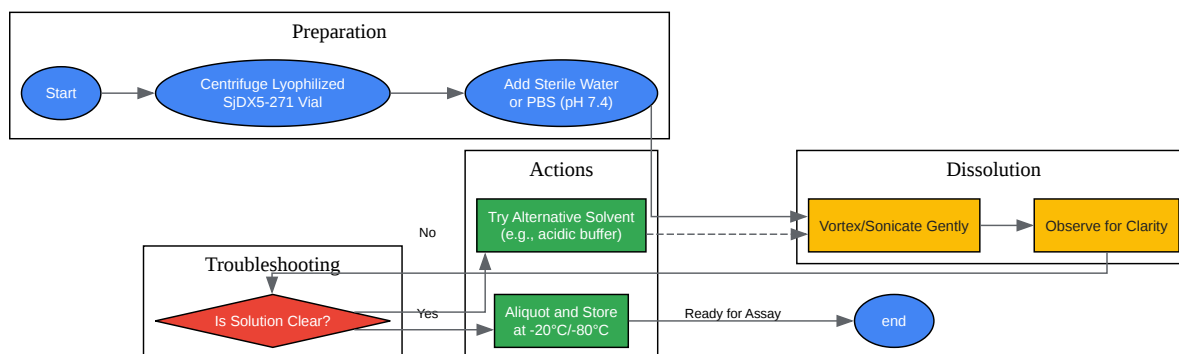 Preparation
Start
Centrifuge Lyophilized
SjDX5-271 Vial
Add Sterile Water
or PBS (pH 7.4)
Actions
Dissolution
Try Alternative Solvent
(e.g., acidic buffer)
Vortex/Sonicate Gently
Observe for Clarity
No
Troubleshooting
Is Solution Clear?
Yes
Aliquot and Store
at -20°C/-80°C
Ready for Assay
end